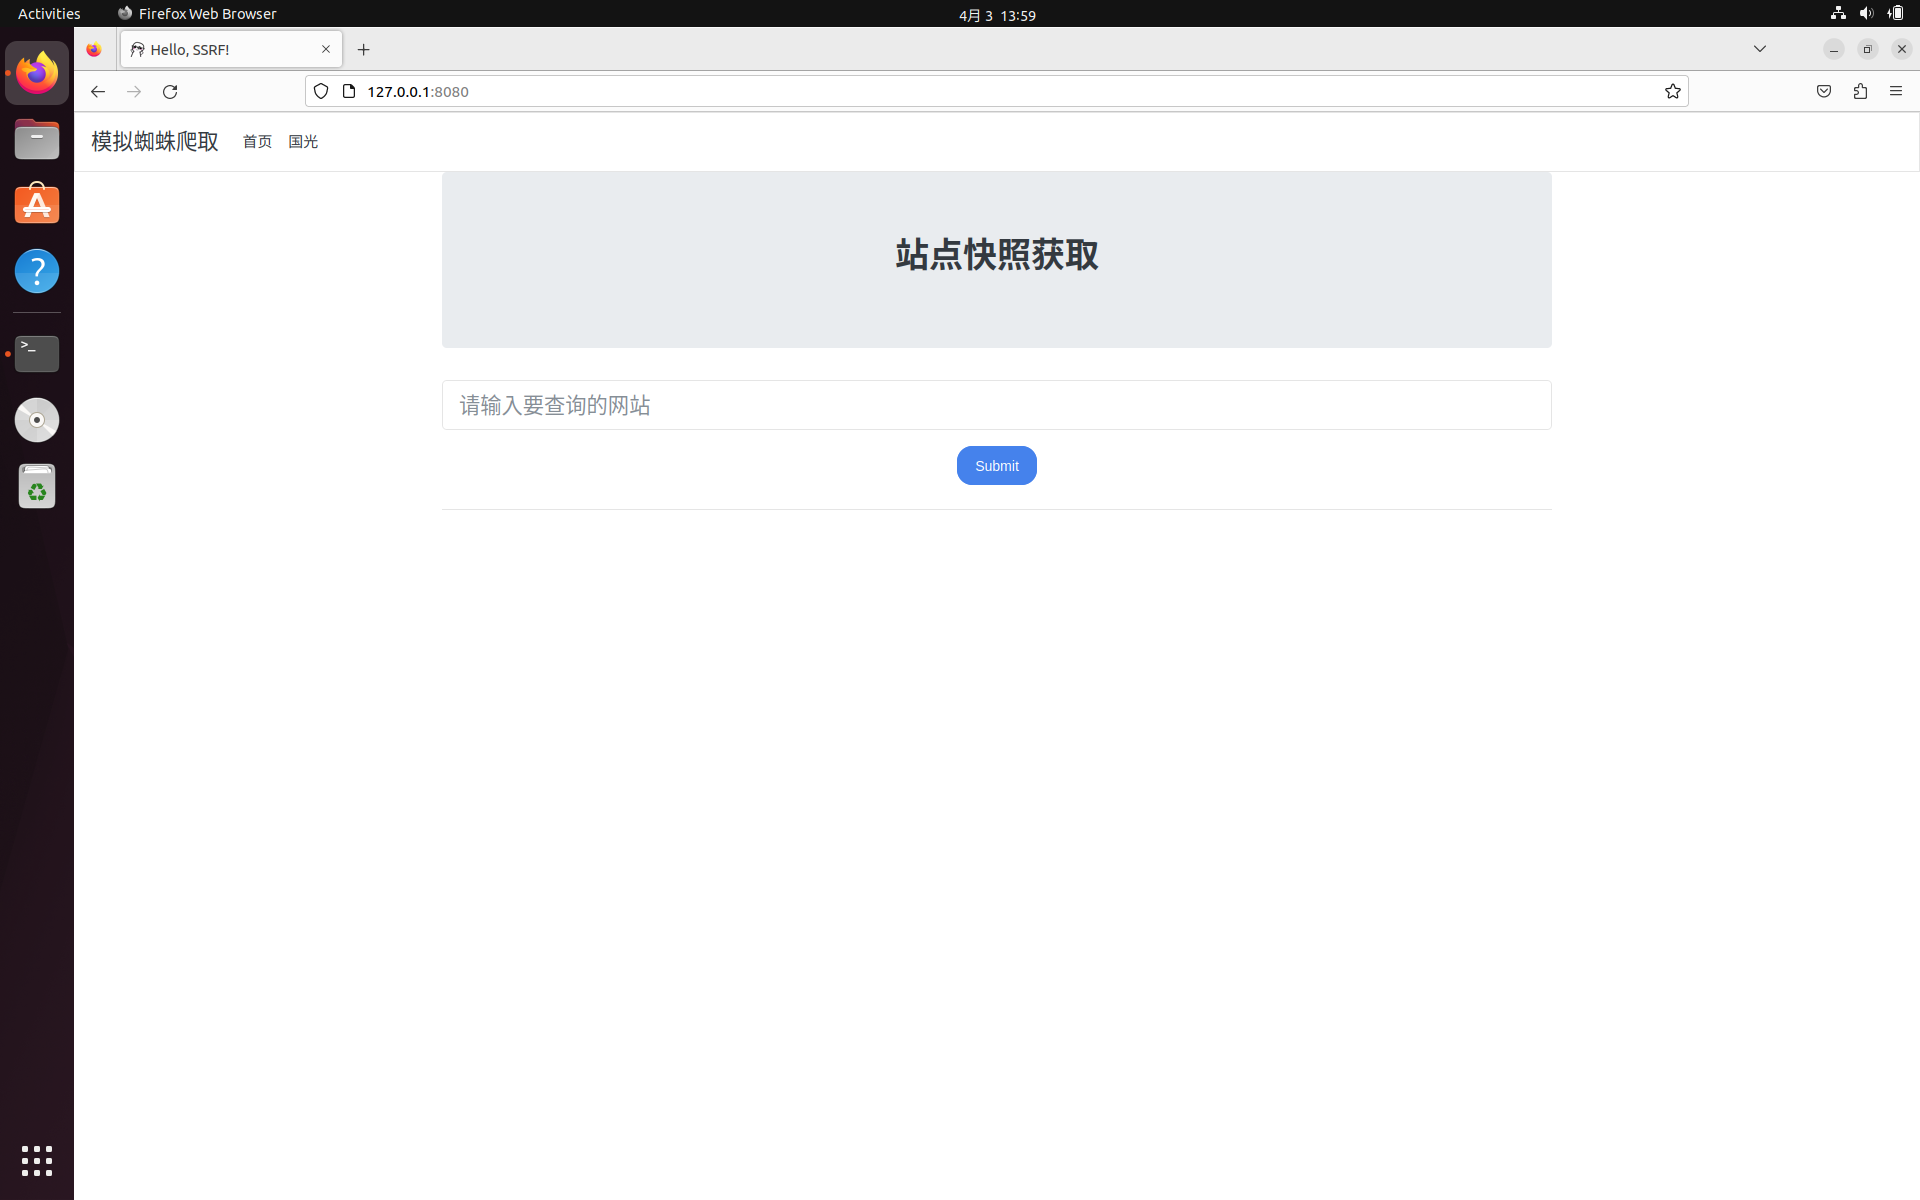 Activities
Firefox Web Browser
4月 3 13:59
Hello, SSRF!
127.0.0.1:8080
模拟蜘蛛爬取 首页 国光
站点快照获取
请输入要查询的网站
Submit